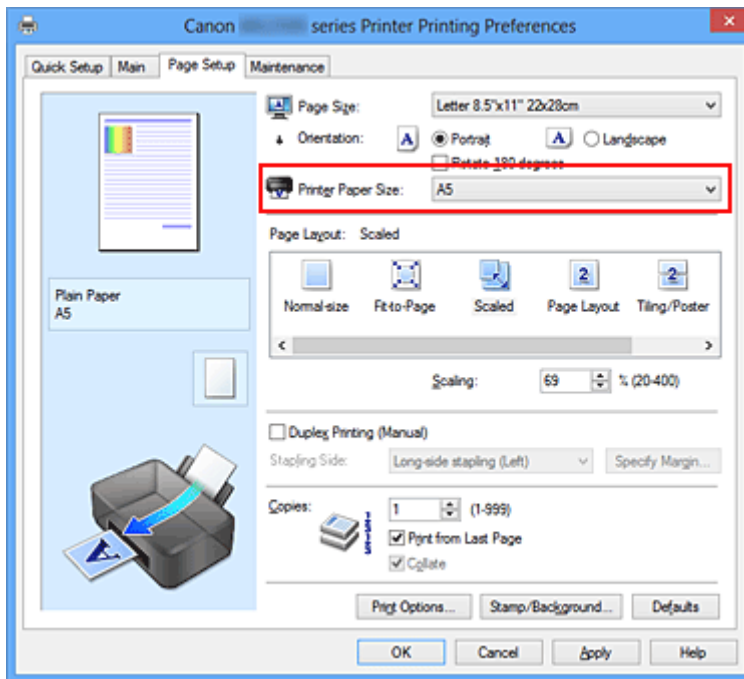 Canon series Printer Printing Preferences
Quick Setup Main Page Setup Maintenance
Page Size: Letter 8.5"x11" 22x28cm
Orientation: A Portrait A Landscape
Rotate 180 degrees
Printer Paper Size: A5
Page Layout: Scaled
Normal-size Fit-to-Page Scaled Page Layout Tiling/Poster
Plain Paper
A5
Scaling: 69 % (20-400)
Duplex Printing (Manual)
Stapling Side: Long-side stapling (Left) Specify Margin...
Copies: 1 (1-999)
Print from Last Page
Collate
Print Options... Stamp/Background... Defaults
OK Cancel Apply Help